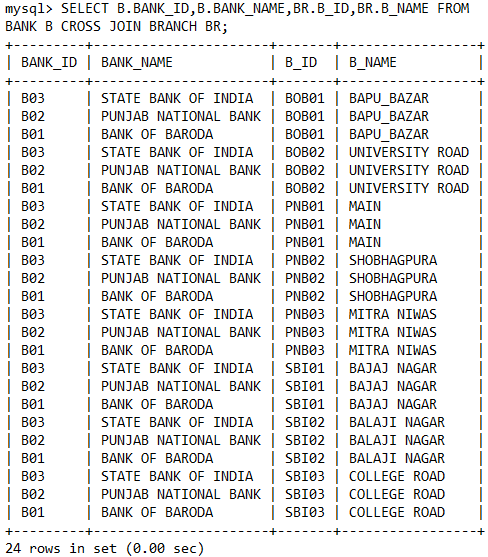 mysql> SELECT B.BANK_ID,B.BANK_NAME,BR.B_ID,BR.B_NAME FROM
BANK B CROSS JOIN BRANCH BR;
+---------+----------------------+-------+-----------------+
| BANK_ID | BANK_NAME            | B_ID  | B_NAME          |
+---------+----------------------+-------+-----------------+
| B03     | STATE BANK OF INDIA  | BOB01 | BAPU_BAZAR      |
| B02     | PUNJAB NATIONAL BANK | BOB01 | BAPU_BAZAR      |
| B01     | BANK OF BARODA       | BOB01 | BAPU_BAZAR      |
| B03     | STATE BANK OF INDIA  | BOB02 | UNIVERSITY ROAD |
| B02     | PUNJAB NATIONAL BANK | BOB02 | UNIVERSITY ROAD |
| B01     | BANK OF BARODA       | BOB02 | UNIVERSITY ROAD |
| B03     | STATE BANK OF INDIA  | PNB01 | MAIN            |
| B02     | PUNJAB NATIONAL BANK | PNB01 | MAIN            |
| B01     | BANK OF BARODA       | PNB01 | MAIN            |
| B03     | STATE BANK OF INDIA  | PNB02 | SHOBHAGPURA     |
| B02     | PUNJAB NATIONAL BANK | PNB02 | SHOBHAGPURA     |
| B01     | BANK OF BARODA       | PNB02 | SHOBHAGPURA     |
| B03     | STATE BANK OF INDIA  | PNB03 | MITRA NIWAS     |
| B02     | PUNJAB NATIONAL BANK | PNB03 | MITRA NIWAS     |
| B01     | BANK OF BARODA       | PNB03 | MITRA NIWAS     |
| B03     | STATE BANK OF INDIA  | SBI01 | BAJAJ NAGAR     |
| B02     | PUNJAB NATIONAL BANK | SBI01 | BAJAJ NAGAR     |
| B01     | BANK OF BARODA       | SBI01 | BAJAJ NAGAR     |
| B03     | STATE BANK OF INDIA  | SBI02 | BALAJI NAGAR    |
| B02     | PUNJAB NATIONAL BANK | SBI02 | BALAJI NAGAR    |
| B01     | BANK OF BARODA       | SBI02 | BALAJI NAGAR    |
| B03     | STATE BANK OF INDIA  | SBI03 | COLLEGE ROAD    |
| B02     | PUNJAB NATIONAL BANK | SBI03 | COLLEGE ROAD    |
| B01     | BANK OF BARODA       | SBI03 | COLLEGE ROAD    |
+---------+----------------------+-------+-----------------+
24 rows in set (0.00 sec)